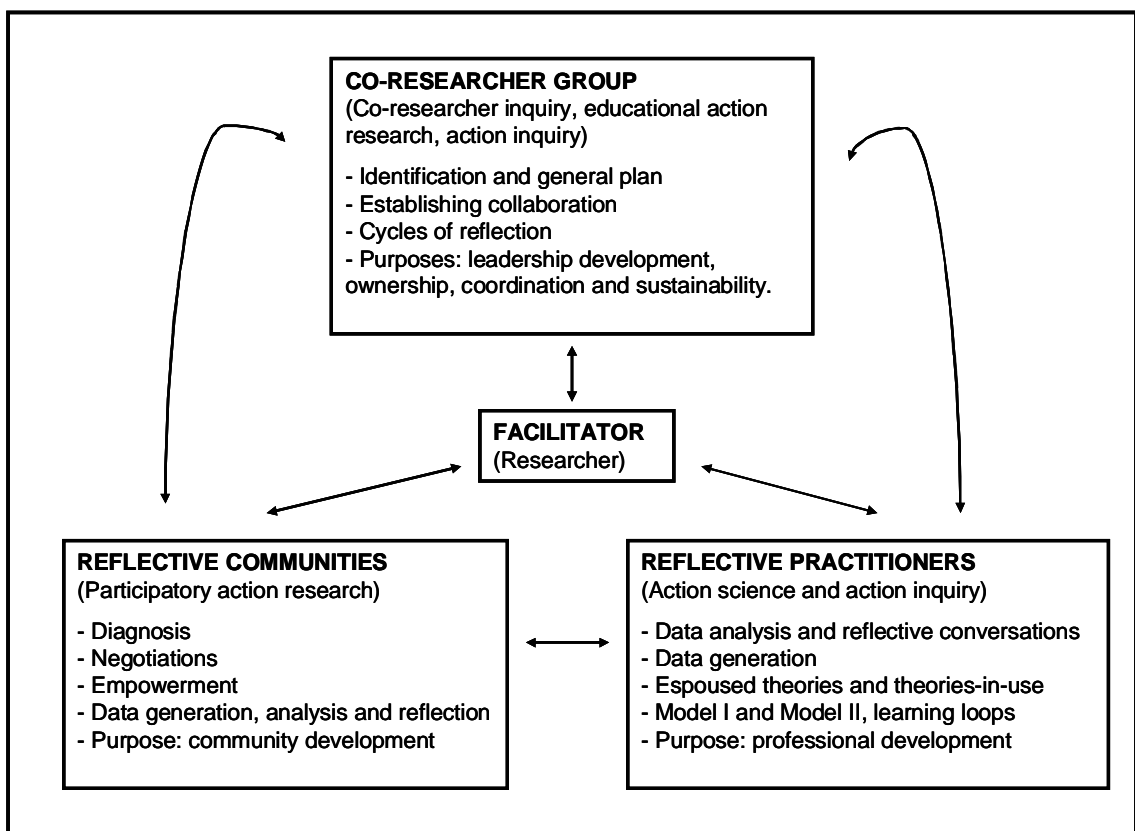 CO-RESEARCHER GROUP
(Co-researcher inquiry, educational action
research, action inquiry)
- Identification and general plan
- Establishing collaboration
- Cycles of reflection
- Purposes: leadership development,
ownership, coordination and sustainability.
FACILITATOR
(Researcher)
REFLECTIVE COMMUNITIES
(Participatory action research)
- Diagnosis
- Negotiations
- Empowerment
- Data generation, analysis and reflection
- Purpose: community development
REFLECTIVE PRACTITIONERS
(Action science and action inquiry)
- Data analysis and reflective conversations
- Data generation
- Espoused theories and theories-in-use
- Model I and Model II, learning loops
- Purpose: professional development